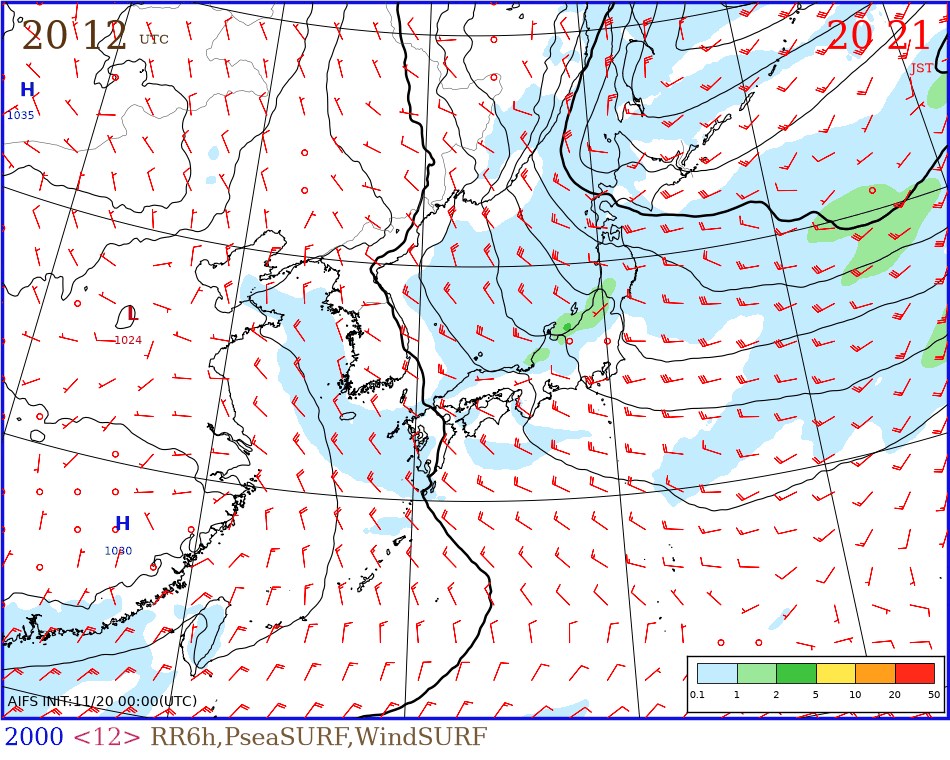 20 12 UTC
20 21
JST
H
1035
L
1024
H
1030
0.1 1 2 5 10 20 50
AIFS INIT:11/20 00:00(UTC)
2000 <12> RR6h,PseaSURF,WindSURF